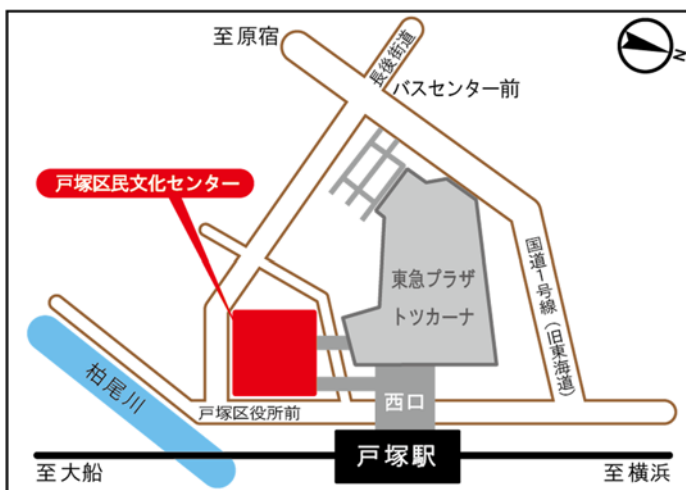 至原宿
長後街道
N
バスセンター前
戸塚区民文化センター
東急プラザ
トツカーナ
国道1号線(旧東海道)
柏尾川
戸塚区役所前
西口
戸塚駅
至大船
至横浜